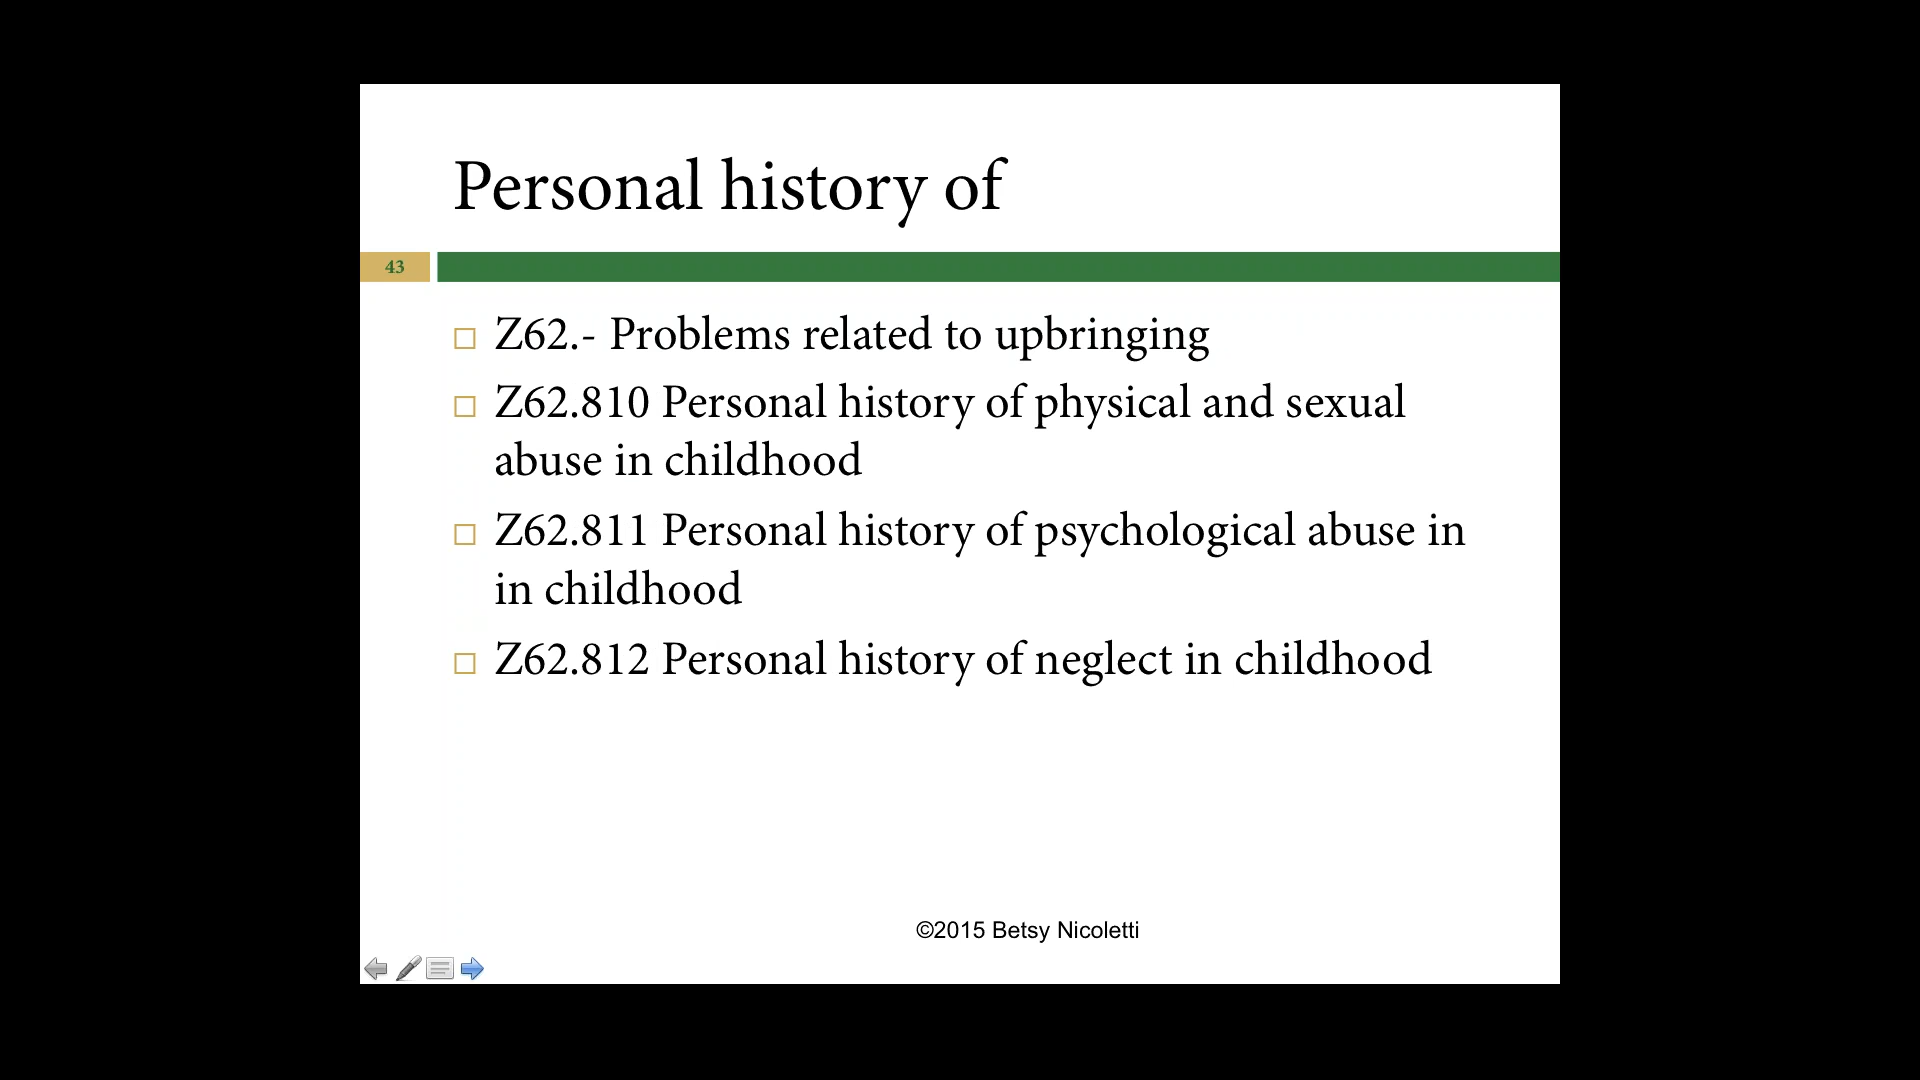 Personal history of
43
Z62.- Problems related to upbringing
Z62.810 Personal history of physical and sexual
abuse in childhood
Z62.811 Personal history of psychological abuse in
in childhood
Z62.812 Personal history of neglect in childhood
©2015 Betsy Nicoletti